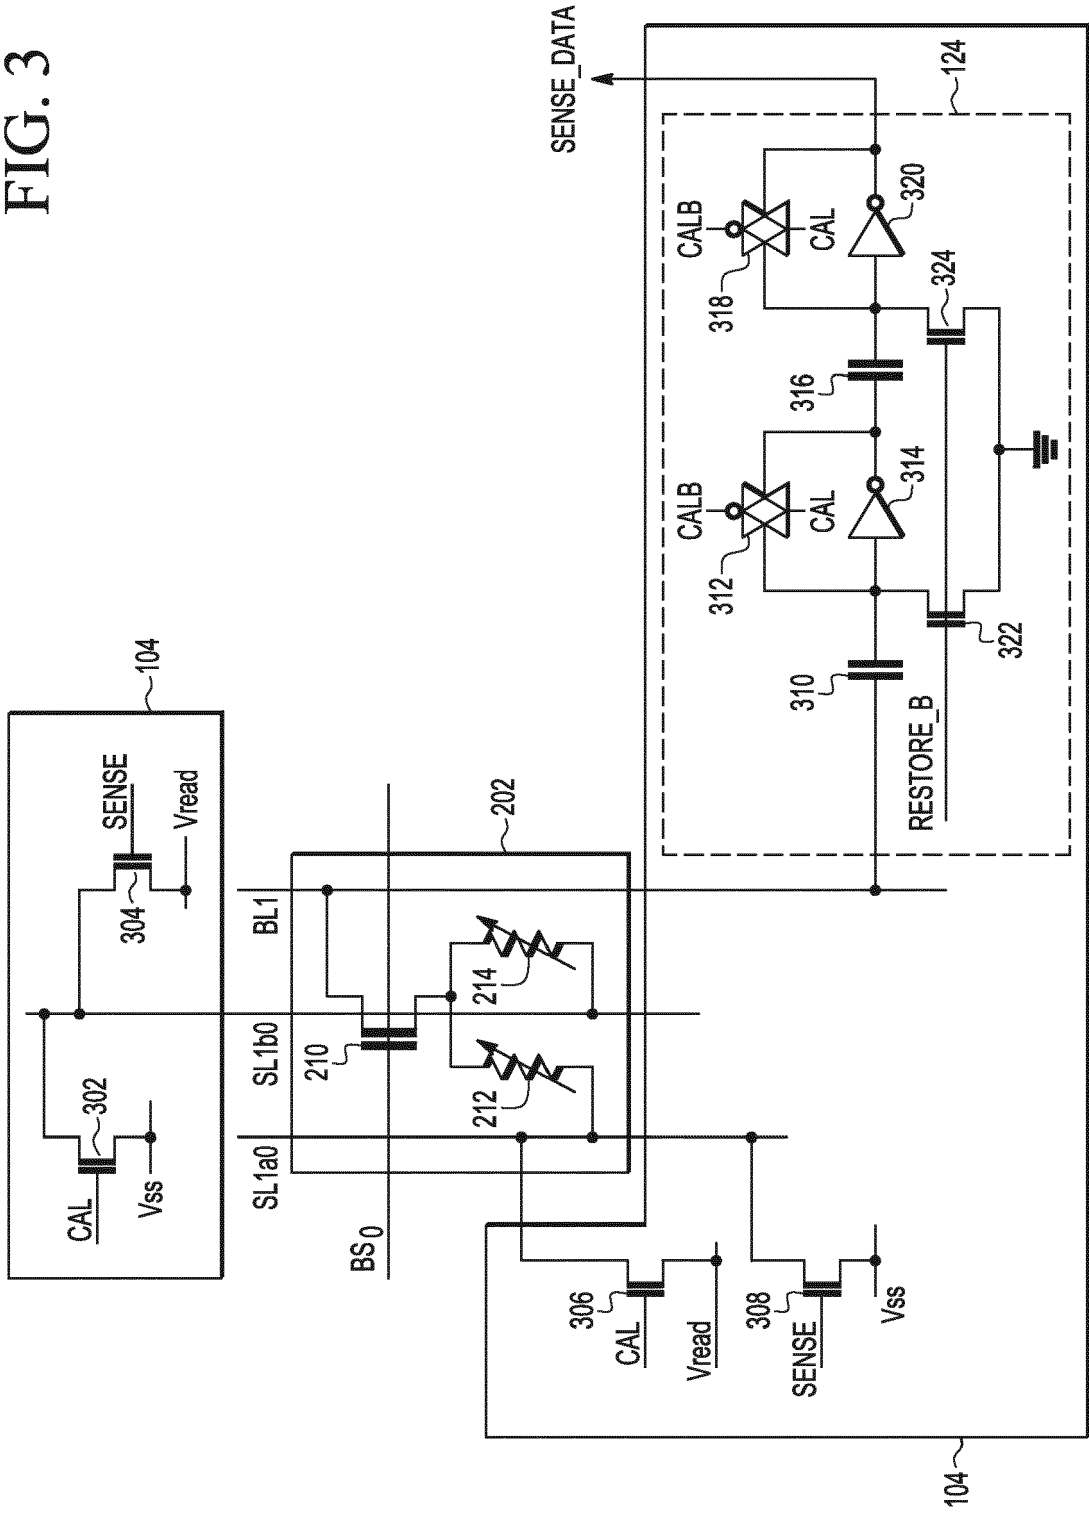 FIG. 3
104
CAL
302
Vss
SENSE
304
Vread
SL1a0
SL1b0
BL1
BS0
202
210
212
214
SENSE_DATA
124
CALB
318
CAL
320
324
316
CALB
312
CAL
314
322
310
RESTORE_B
306
CAL
Vread
308
SENSE
Vss
104